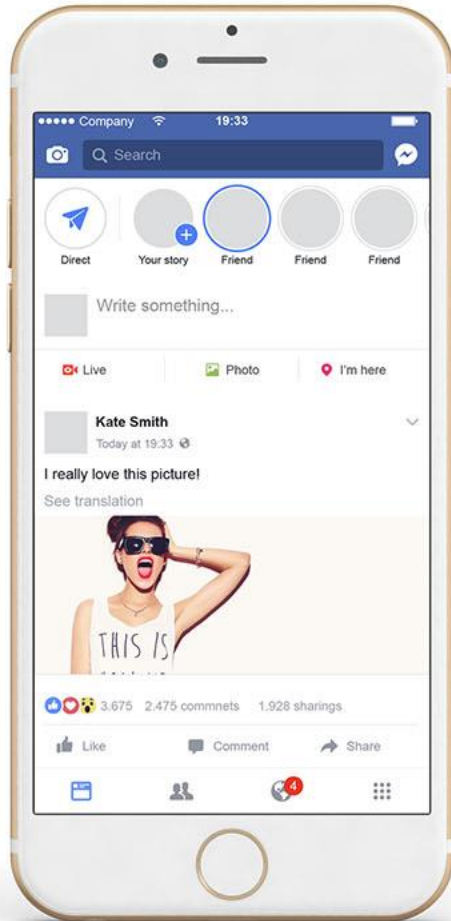 Company 19:33
Search
Direct Your story Friend Friend Friend
Write something...
Live Photo I'm here
Kate Smith
Today at 19:33
I really love this picture!
See translation
THIS IS
3.675 2.475 commnets 1.928 sharings
Like Comment Share
4